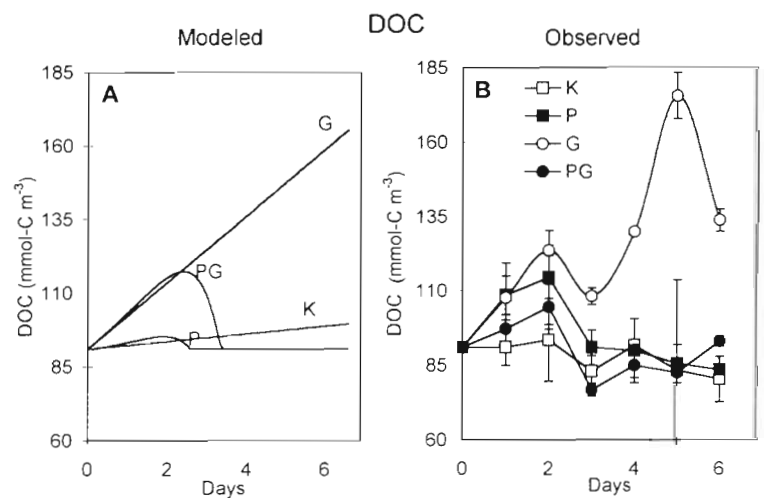 DOC
Modeled
Observed
DOC (mmol-C m-3)
185
160
135
110
85
60
A
G
PG
K
P
0
2
4
6
Days
DOC (mmol-C m-3)
185
160
135
110
85
60
B
K
P
G
PG
0
2
4
6
Days